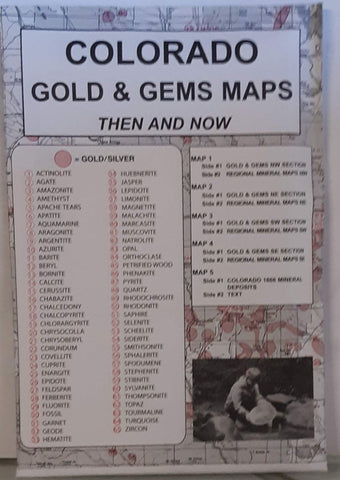 COLORADO
GOLD & GEMS MAPS
THEN AND NOW
= GOLD/SILVER
ACTINOLITE
AGATE
AMAZONITE
AMETHYST
APACHE TEARS
APATITE
AQUAMARINE
ARAGONITE
ARGENTITE
AZURITE
BARITE
BERYL
BORNITE
CALCITE
CERUSSITE
CHABAZITE
CHALCEDONY
CHALCOPYRITE
CHLORARGYRITE
CHRYSOCOLLA
CHRYSOBERYL
CORUNDUM
COVELLITE
CUPRITE
ENARGITE
EPIDOTE
FELDSPAR
FERBERITE
FLUORITE
FOSSIL
GARNET
GEODE
HEMATITE
HUEBNERITE
JASPER
LEPIDOTE
LIMONITE
MAGNETITE
MALACHITE
MARCASITE
MUSCOVITE
NATROLITE
OPAL
ORTHOCLASE
PETRIFIED WOOD
PHENAKITE
PYRITE
QUARTZ
RHODOCHROSITE
RHODONITE
SAPHIRE
SELENITE
SCHEELITE
SIDERITE
SMITHSONITE
SPHALERITE
SPODUMENE
STEPHENITE
STIBNITE
SYLVANITE
THOMPSONITE
TOPAZ
TOURMALINE
TURQUOISE
ZIRCON
MAP 1
Side #1 GOLD & GEMS NW SECTION
Side #2 REGIONAL MINERAL MAPS NW
MAP 2
Side #1 GOLD & GEMS NE SECTION
Side #2 REGIONAL MINERAL MAPS NE
MAP 3
Side #1 GOLD & GEMS SW SECTION
Side #2 REGIONAL MINERAL MAPS SW
MAP 4
Side #1 GOLD & GEMS SE SECTION
Side #2 REGIONAL MINERAL MAPS SE
MAP 5
Side #1 COLORADO 1866 MINERAL
DEPOSITS
Side #2 TEXT